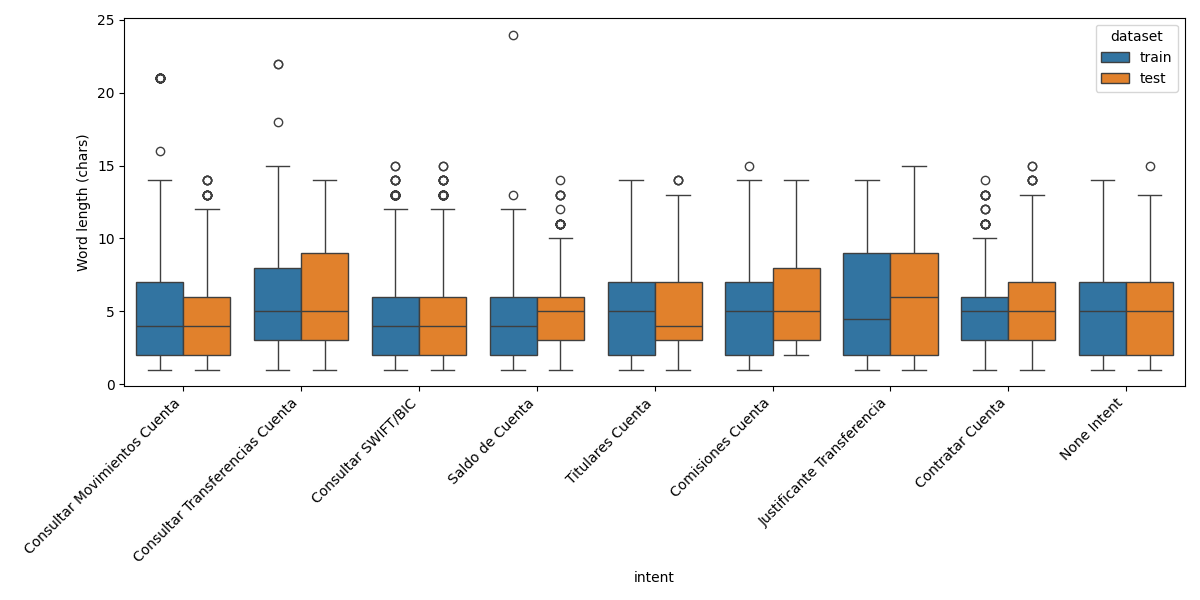 25
20
15
10
5
0
Word length (chars)
dataset
train
test
Consultar Movimientos Cuenta
Consultar Transferencias Cuenta
Consultar SWIFT/BIC
Saldo de Cuenta
Titulares Cuenta
Comisiones Cuenta
Justificante Transferencia
Contratar Cuenta
None Intent
intent